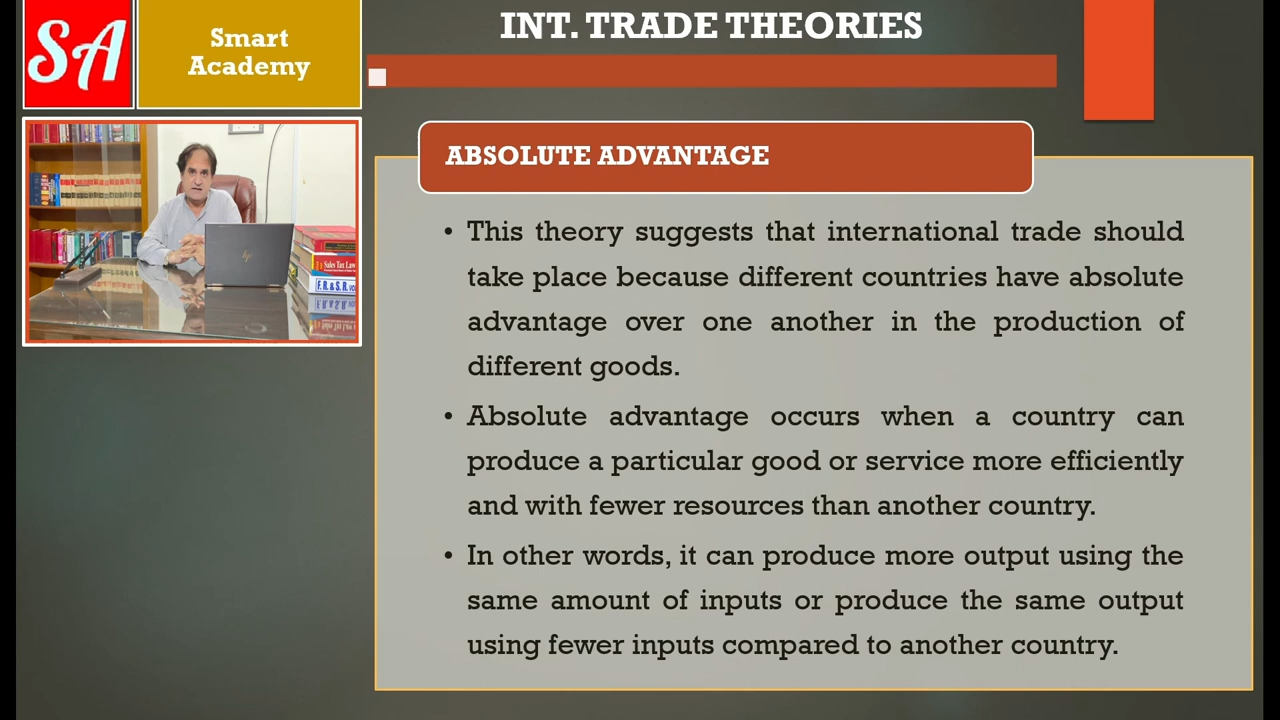 SA
Smart
Academy
INT. TRADE THEORIES
ABSOLUTE ADVANTAGE
• This theory suggests that international trade should
take place because different countries have absolute
advantage over one another in the production of
different goods.
• Absolute advantage occurs when a country can
produce a particular good or service more efficiently
and with fewer resources than another country.
• In other words, it can produce more output using the
same amount of inputs or produce the same output
using fewer inputs compared to another country.
hp
Sales Tax Law
F. R. & S. R.